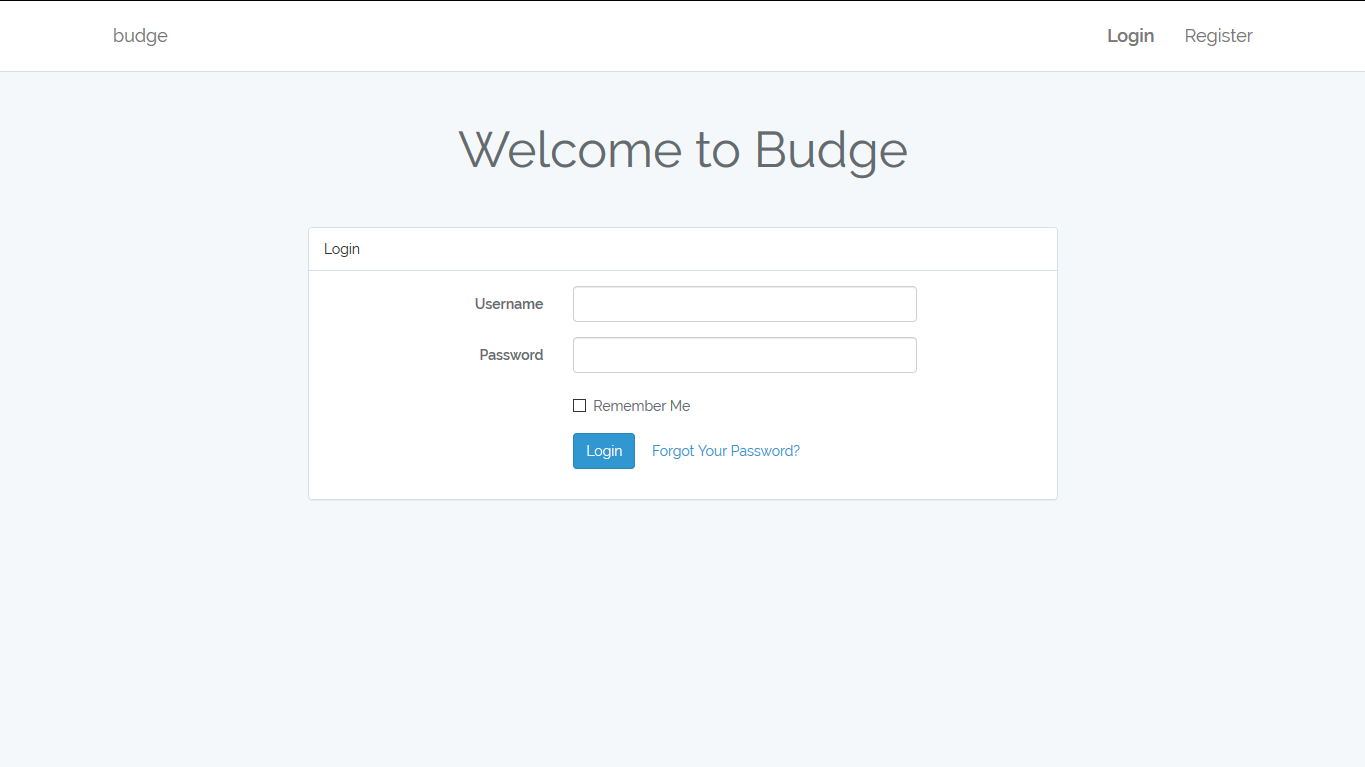 budge Login Register
Welcome to Budge
Login
Username
Password
Remember Me
Login Forgot Your Password?